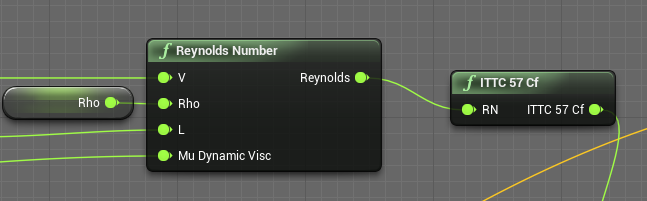 Reynolds Number
V
Reynolds
Rho
Rho
L
Mu Dynamic Visc
ITTC 57 Cf
RN
ITTC 57 Cf